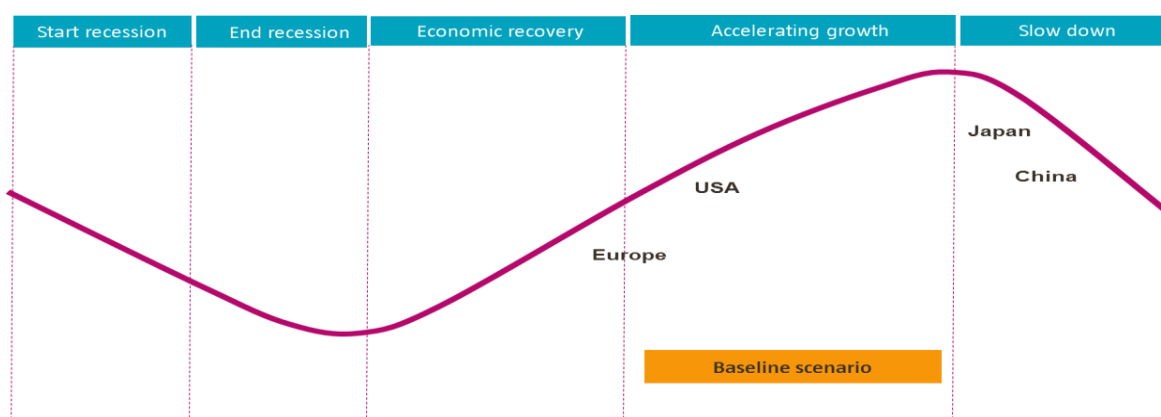 Start recession
End recession
Economic recovery
Accelerating growth
Slow down
Japan
China
USA
Europe
Baseline scenario